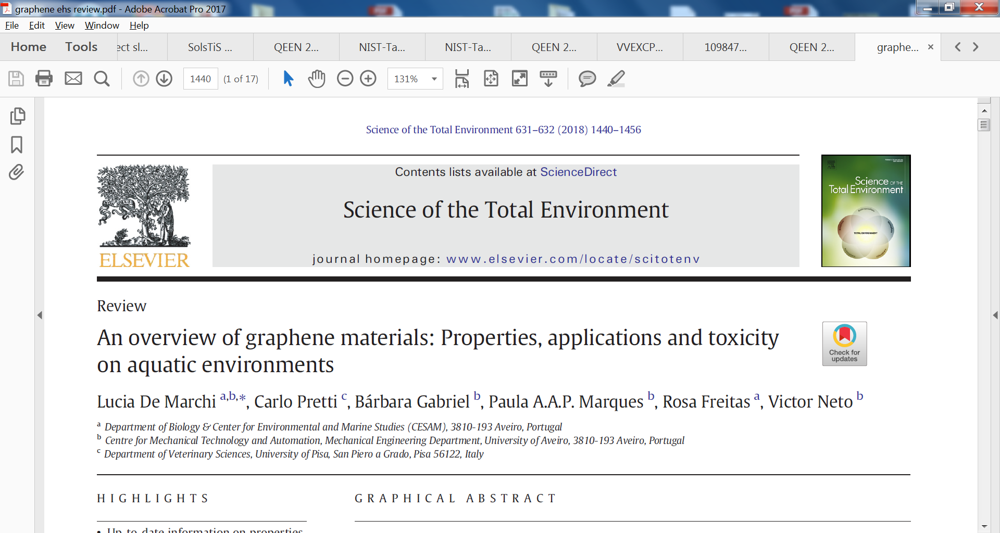 graphene ehs review.pdf - Adobe Acrobat Pro 2017
File Edit View Window Help
Home Tools ect sl... SolsTiS ... QEEN 2... NIST-Ta... NIST-Ta... QEEN 2... VVEXCP... 109847... QEEN 2... graphe... ×
1440 (1 of 17) 131%
Science of the Total Environment 631–632 (2018) 1440–1456
Contents lists available at ScienceDirect
Science of the Total Environment
journal homepage: www.elsevier.com/locate/scitotenv
ELSEVIER
Science OF THE
Total Environment
TOTAL ENVIRONMENT
Review
An overview of graphene materials: Properties, applications and toxicity
on aquatic environments
Check for
updates
Lucia De Marchi a,b,*, Carlo Pretti c, Bárbara Gabriel b, Paula A.A.P. Marques b, Rosa Freitas a, Victor Neto b
a Department of Biology & Center for Environmental and Marine Studies (CESAM), 3810-193 Aveiro, Portugal
b Centre for Mechanical Technology and Automation, Mechanical Engineering Department, University of Aveiro, 3810-193 Aveiro, Portugal
c Department of Veterinary Sciences, University of Pisa, San Piero a Grado, Pisa 56122, Italy
HIGHLIGHTS
GRAPHICAL ABSTRACT
• Up-to-date information on properties,